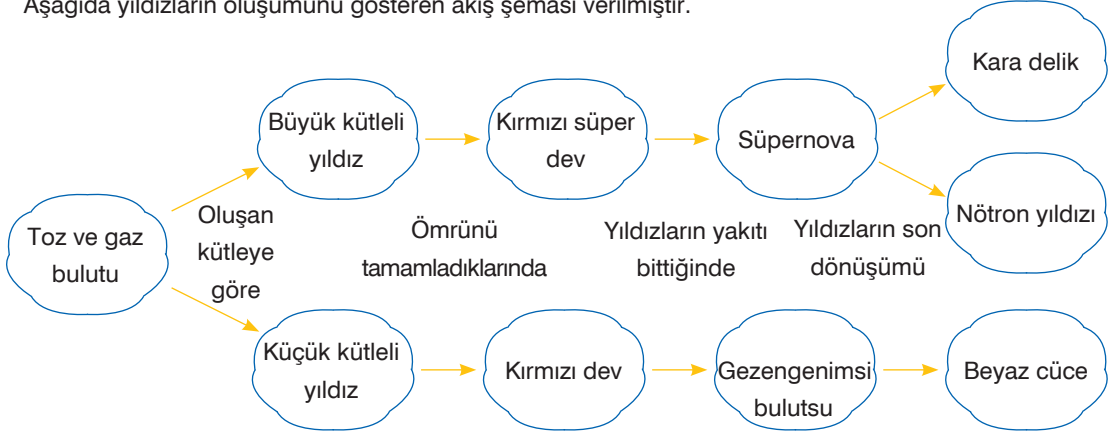 Aşağıda yıldızların oluşumunu gösteren akış şeması verilmiştir.
Kara delik
Büyük kütleli
yıldız
Kırmızı süper
dev
Süpernova
Nötron yıldızı
Toz ve gaz
bulutu
Oluşan
kütleye
göre
Ömrünü
tamamladıklarında
Yıldızların yakıtı
bittiğinde
Yıldızların son
dönüşümü
Küçük kütleli
yıldız
Kırmızı dev
Gezengenimsi
bulutsu
Beyaz cüce